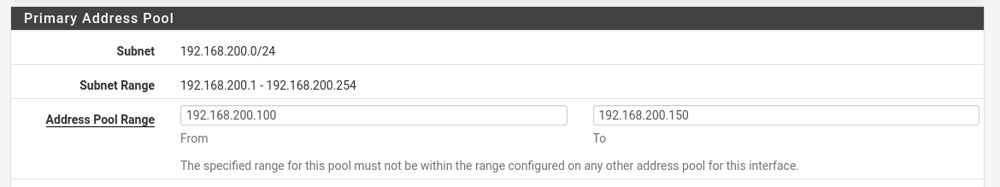 Primary Address Pool
Subnet 192.168.200.0/24
Subnet Range 192.168.200.1 - 192.168.200.254
Address Pool Range 192.168.200.100 192.168.200.150
From To
The specified range for this pool must not be within the range configured on any other address pool for this interface.